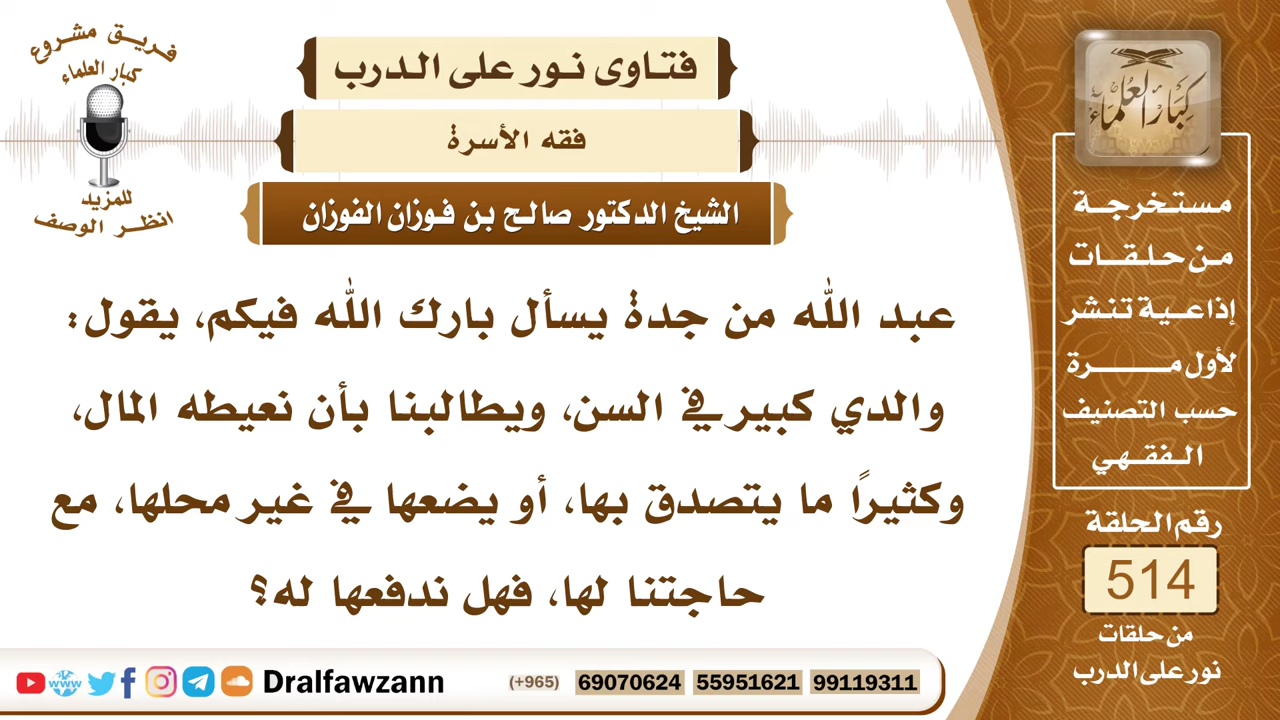 فريق مشروع
كبار العلماء
للمزيد
انظر الوصف
فتاوى نور على الدرب
فقه الأسرة
الشيخ الدكتور صالح بن فوزان الفوزان
عبد الله من جدة يسأل بارك الله فيكم، يقول:
والدي كبير في السن، ويطالبنا بأن نعيطه المال،
وكثيرًا ما يتصدق بها، أو يضعها في غير محلها، مع
حاجتنا لها، فهل ندفعها له؟
كبار العلماء
مستخرجة
من حلقات
إذاعية تنشر
لأول مرة
حسب التصنيف
الفقهي
رقم الحلقة
514
من حلقات
نور على الدرب
www Dralfawzann (+965) 69070624 55951621 99119311